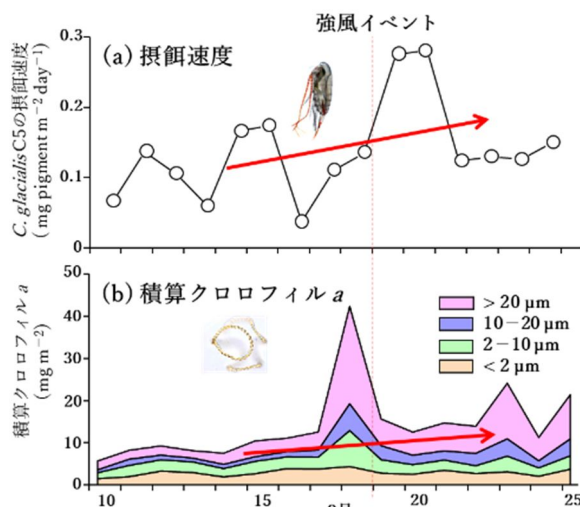 強風イベント
(a) 摂餌速度
C. glacialis C5の摂餌速度
(mg pigment m⁻² day⁻¹)
0.3
0.2
0.1
0
(b) 積算クロロフィル a
積算クロロフィル a
(mg m⁻²)
50
40
30
20
10
0
> 20 µm
10−20 µm
2−10 µm
< 2 µm
10
15
20
25